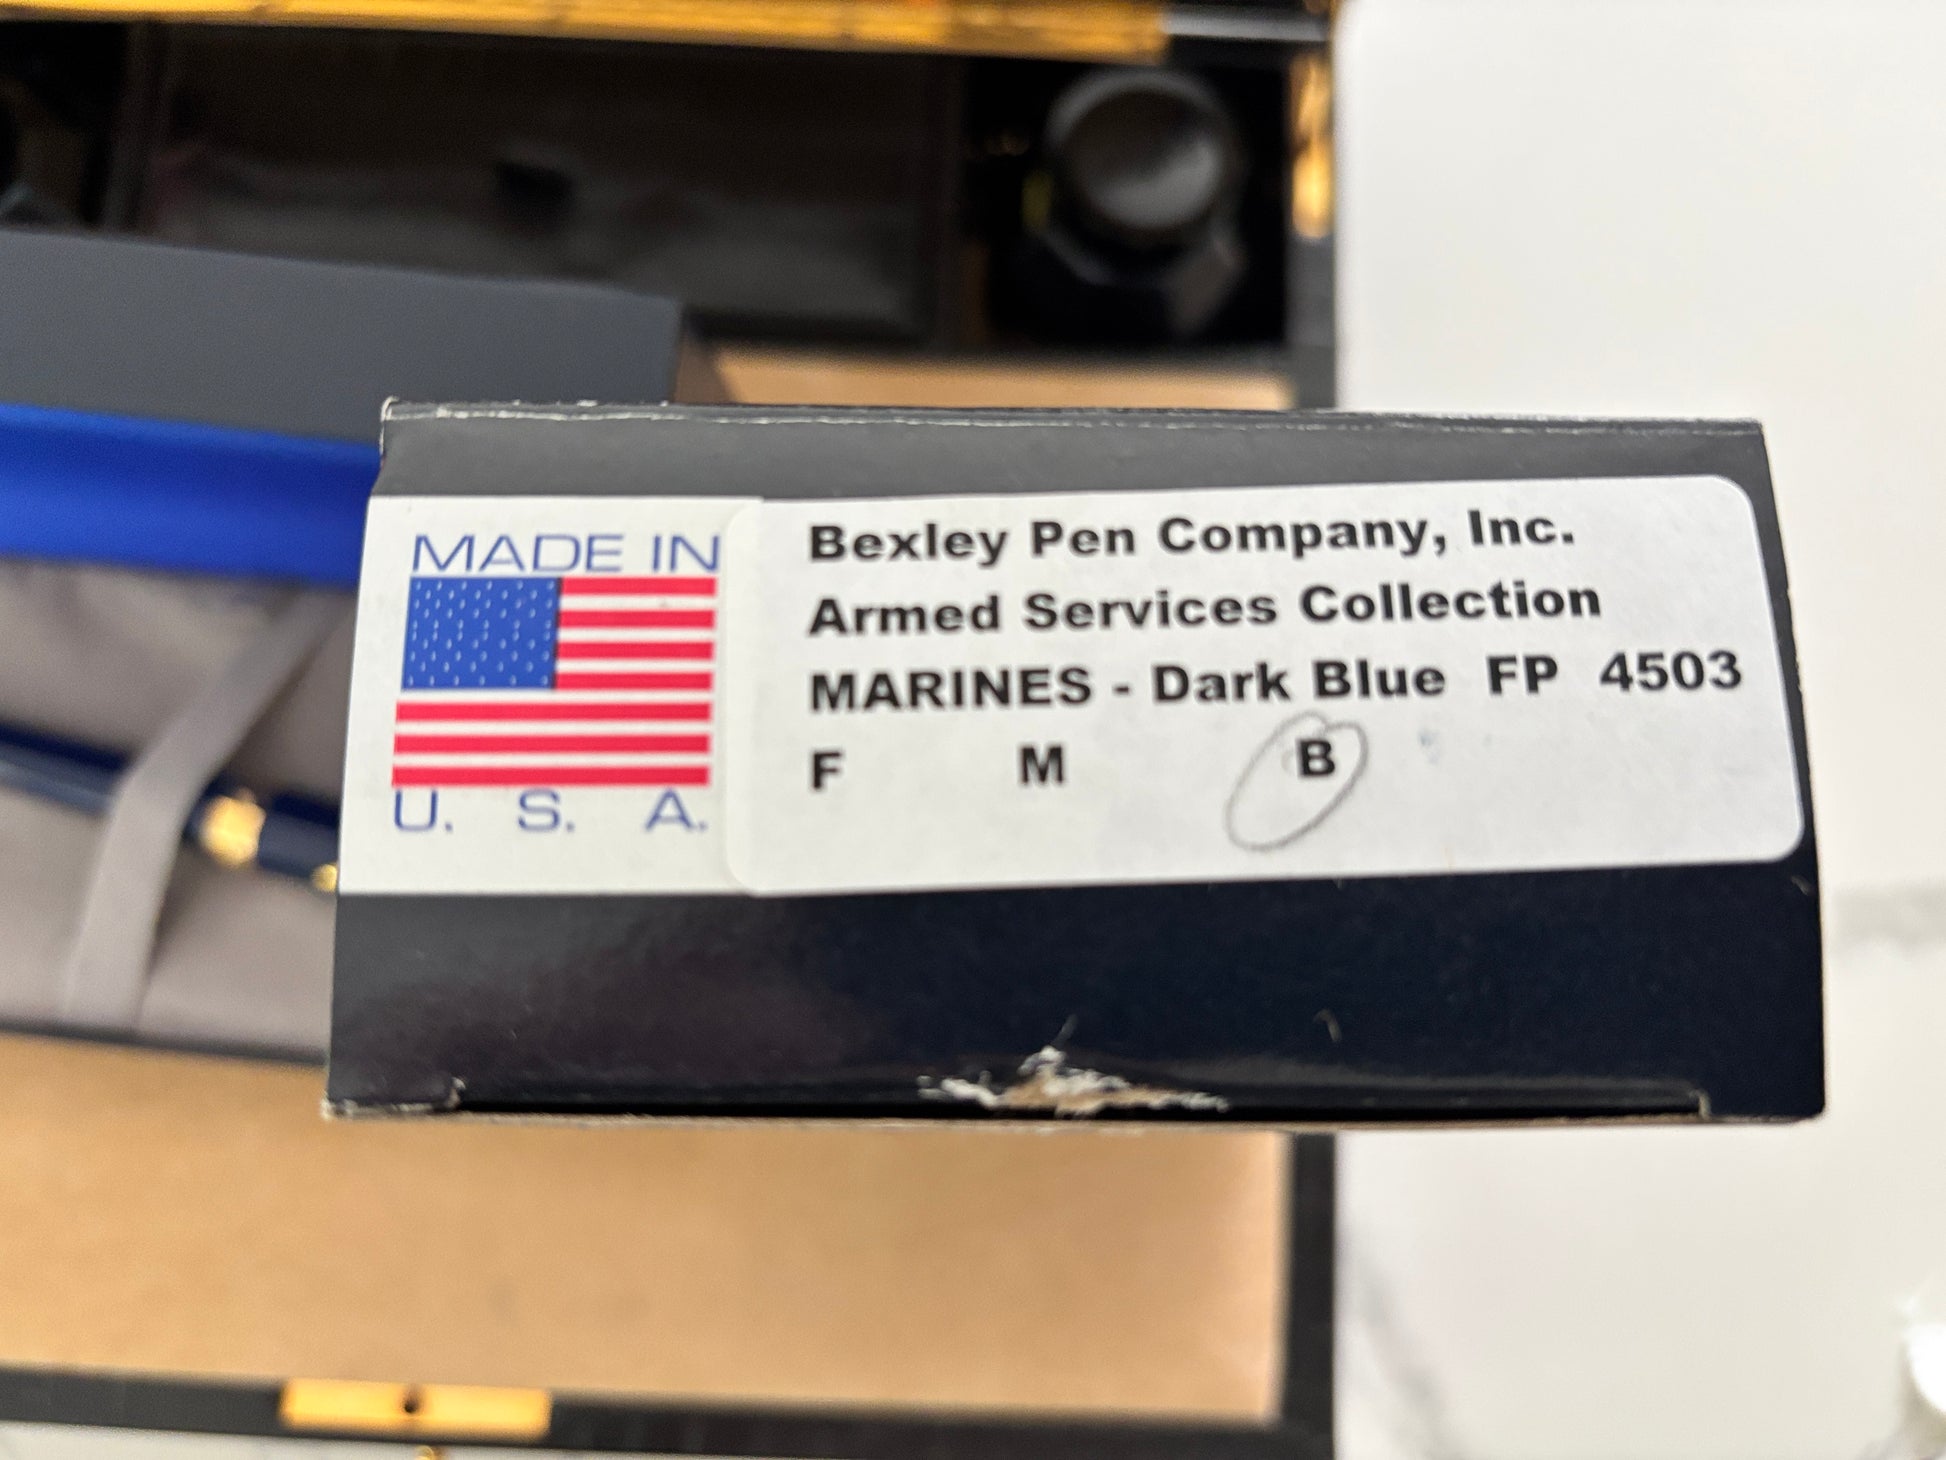 MADE IN
U. S. A.
Bexley Pen Company, Inc.
Armed Services Collection
MARINES - Dark Blue FP 4503
F M B